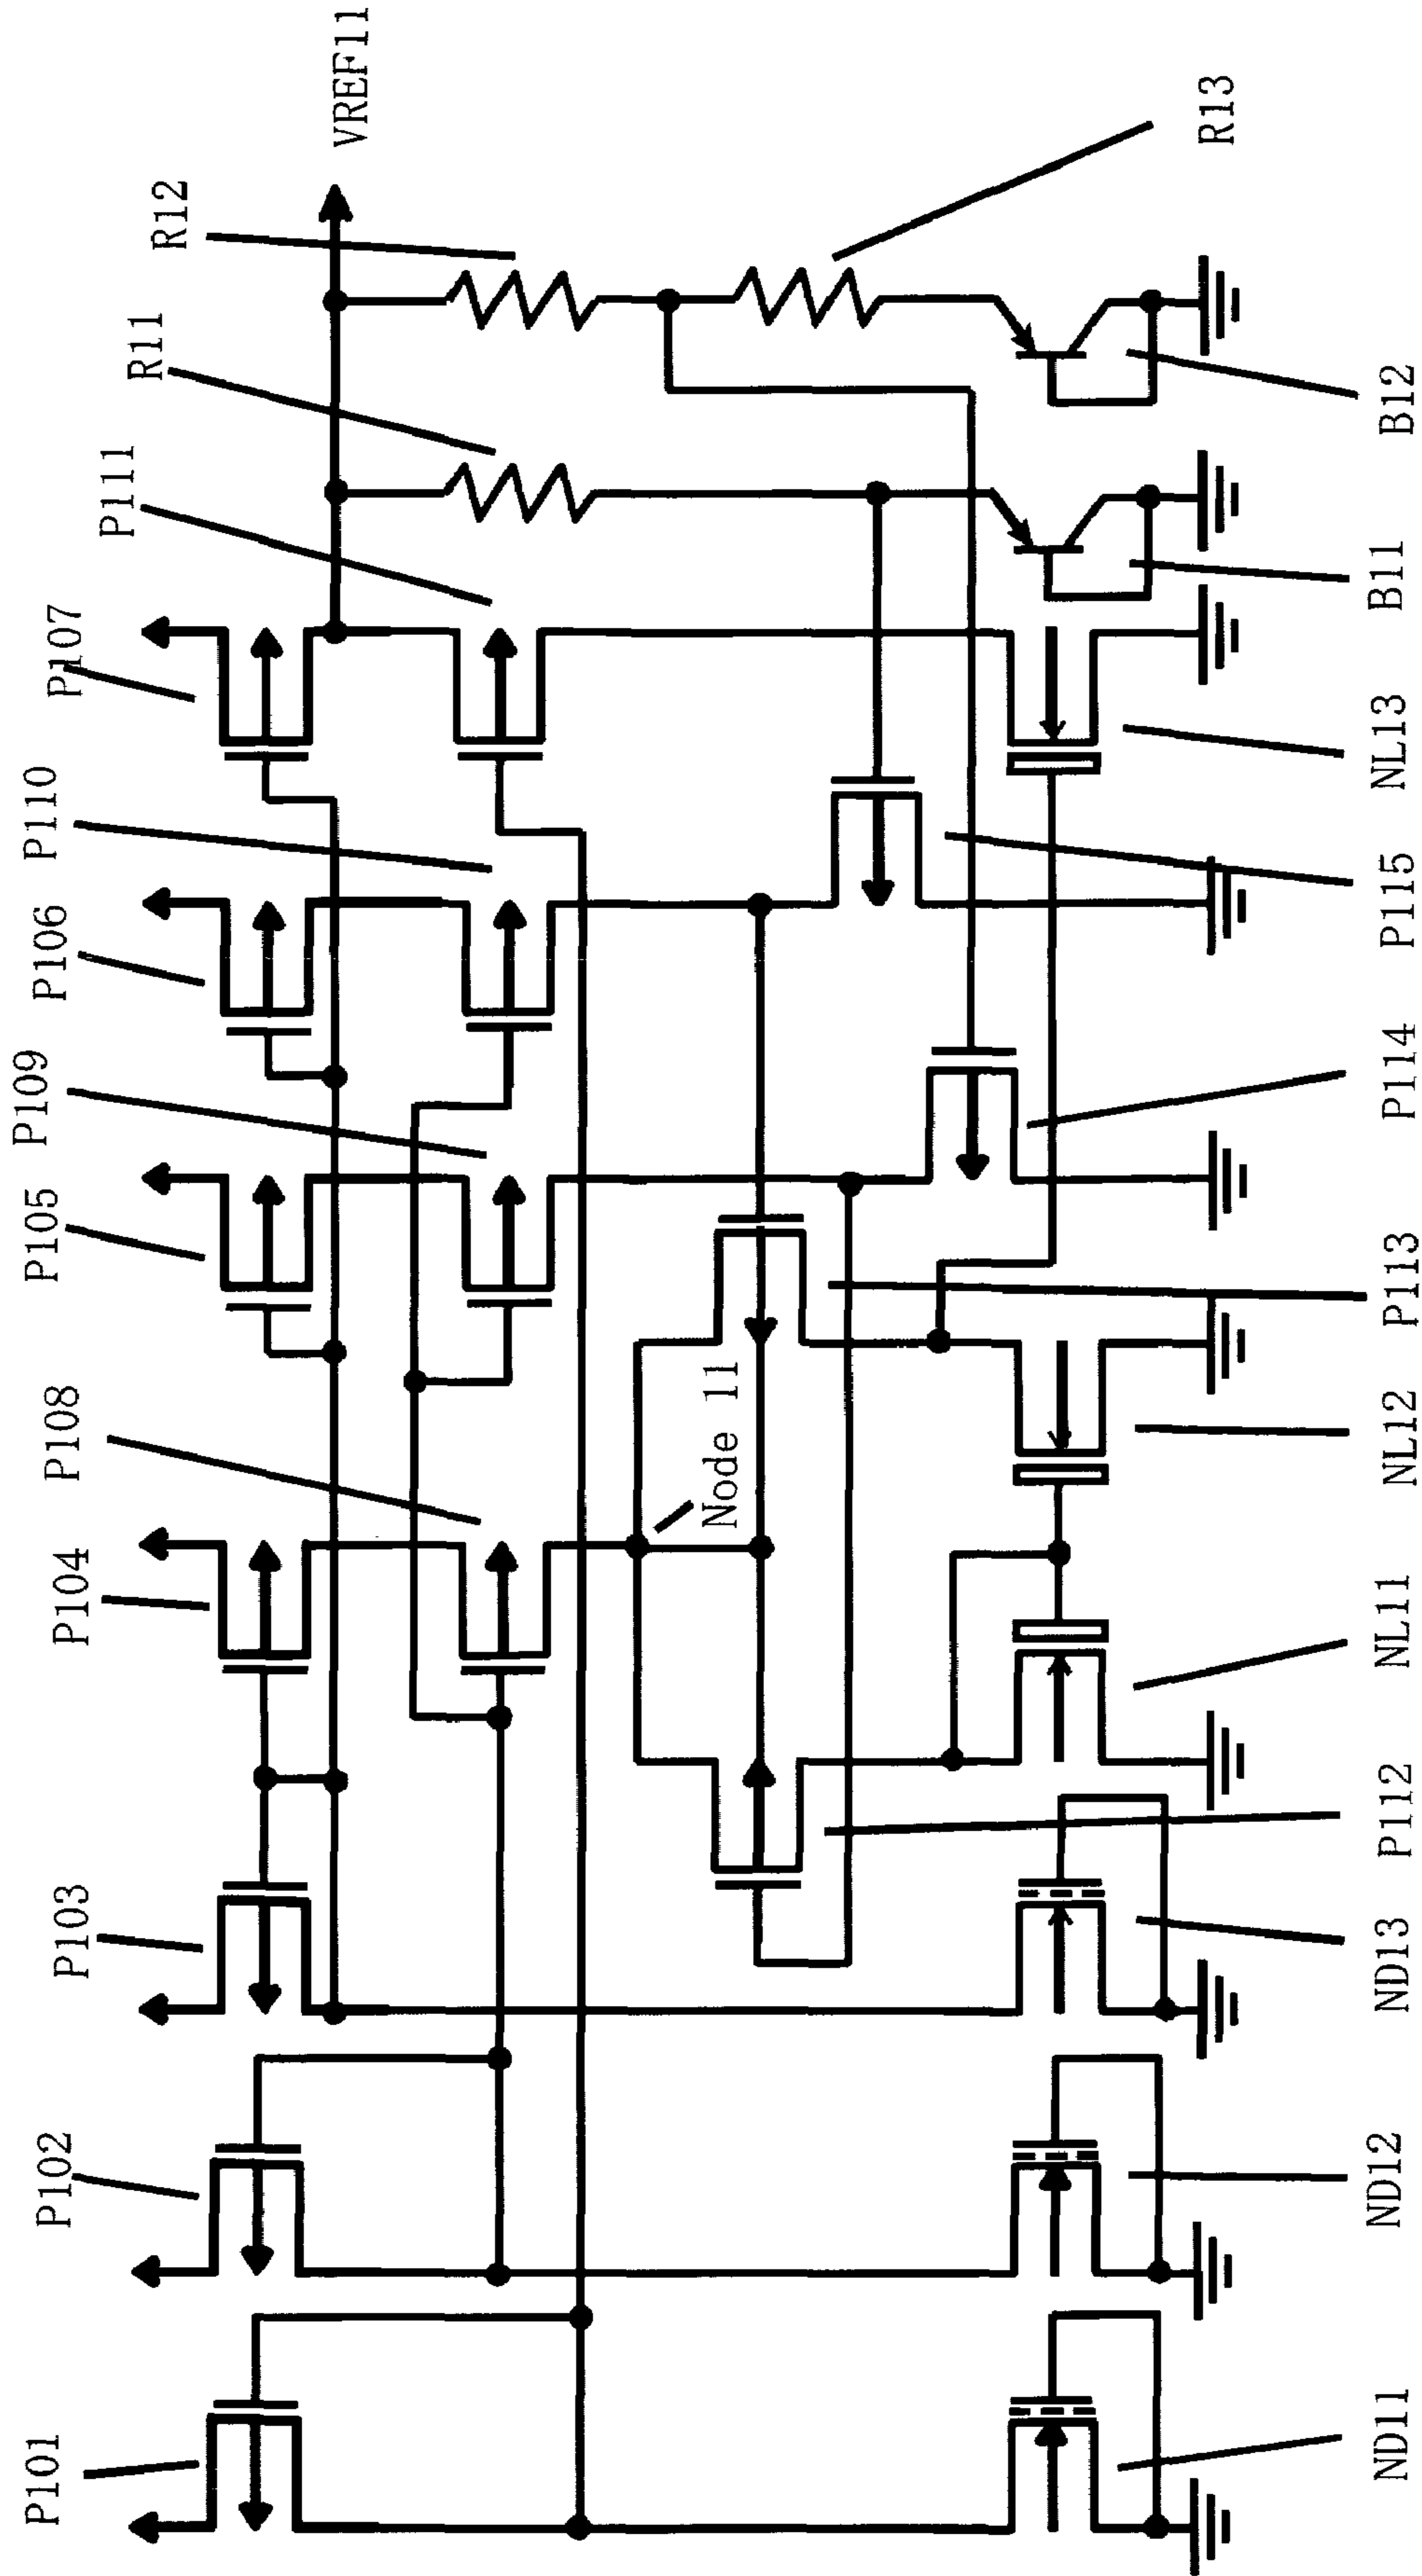 P101
P102
P103
P104
P105
P106
P107
P108
P109
P110
P111
R11
R12
VREF11
Node 11
ND11
ND12
ND13
P112
NL11
NL12
P113
P114
P115
NL13
B11
B12
R13